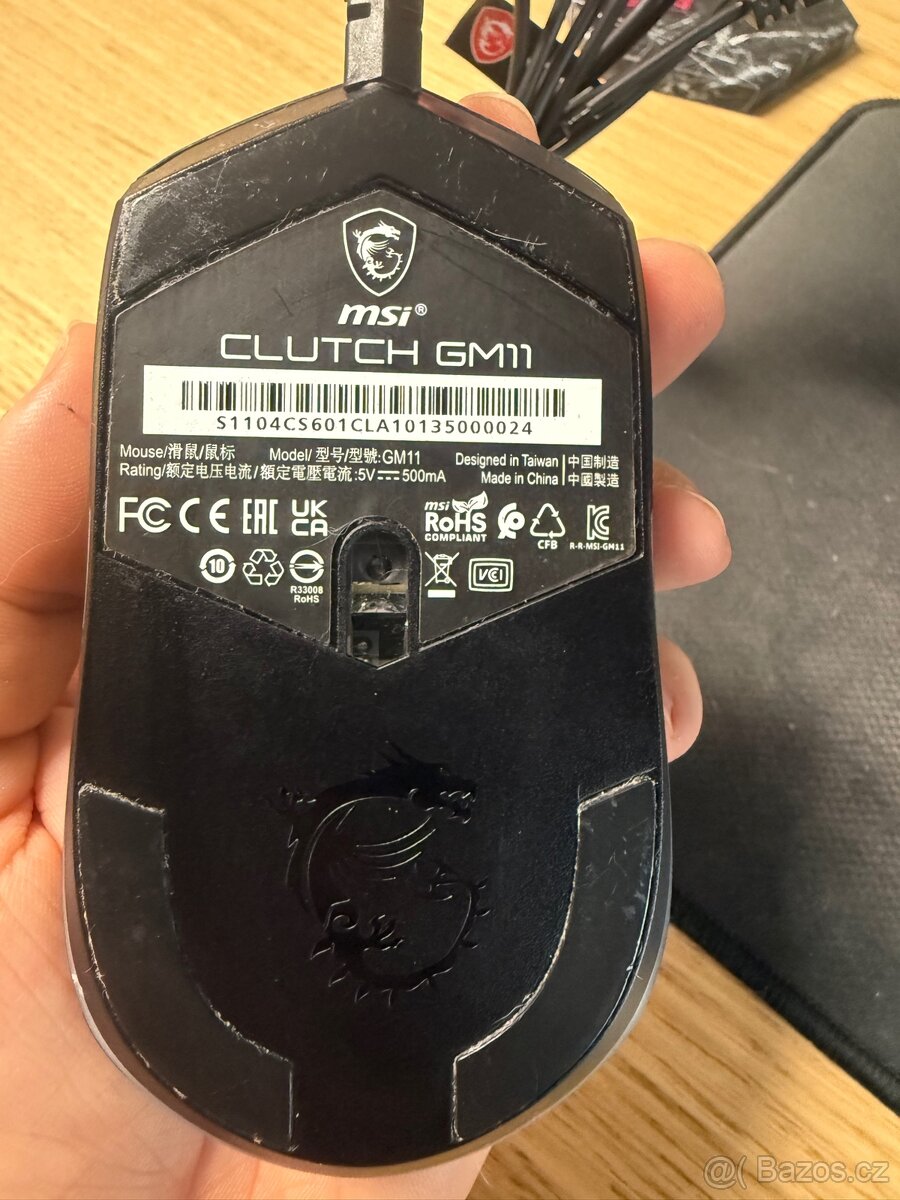 msi®
CLUTCH GM11
S1104CS601CLA10135000024
Mouse/滑鼠/鼠标 Model/ 型号/型號:GM11
Rating/额定电压电流/額定電壓電流:5V⎓500mA
Designed in Taiwan
Made in China
中国制造
中國製造
FC CE EAC UKCA
msi
RoHS
COMPLIANT
CFB
R-R-MSI-GM11
10
R33008
RoHS
VCCI
@( Bazos.cz